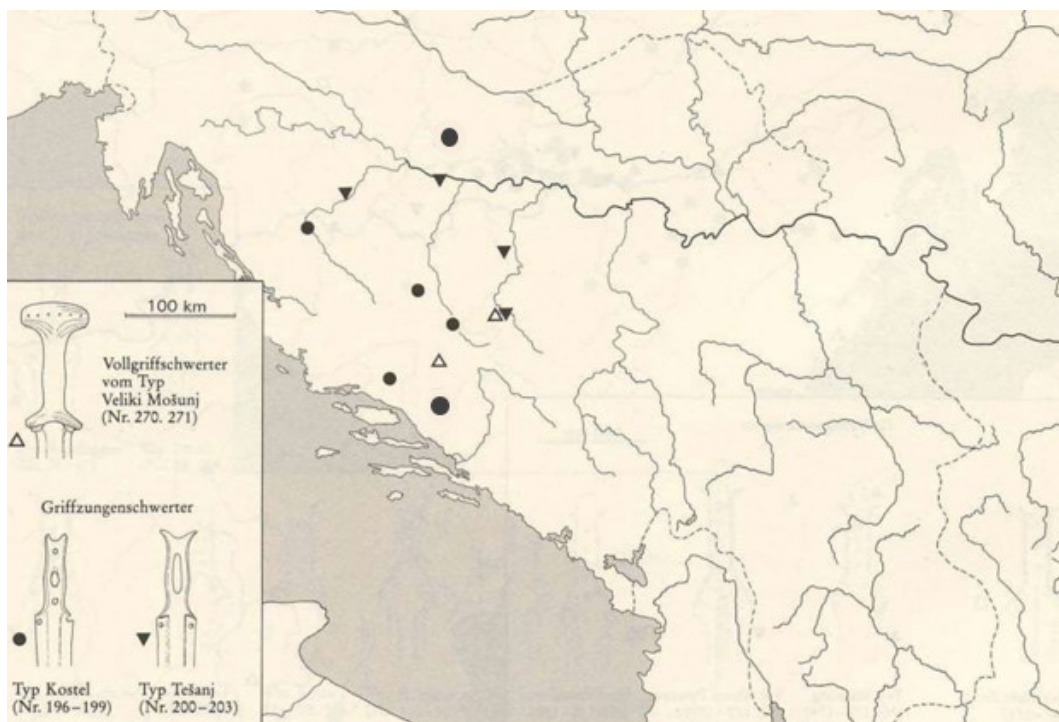 100 km
Vollgriffschwerter
vom Typ
Veliki Mošunj
(Nr. 270. 271)
Griffzungenschwerter
Typ Kostel
(Nr. 196–199)
Typ Tešanj
(Nr. 200–203)